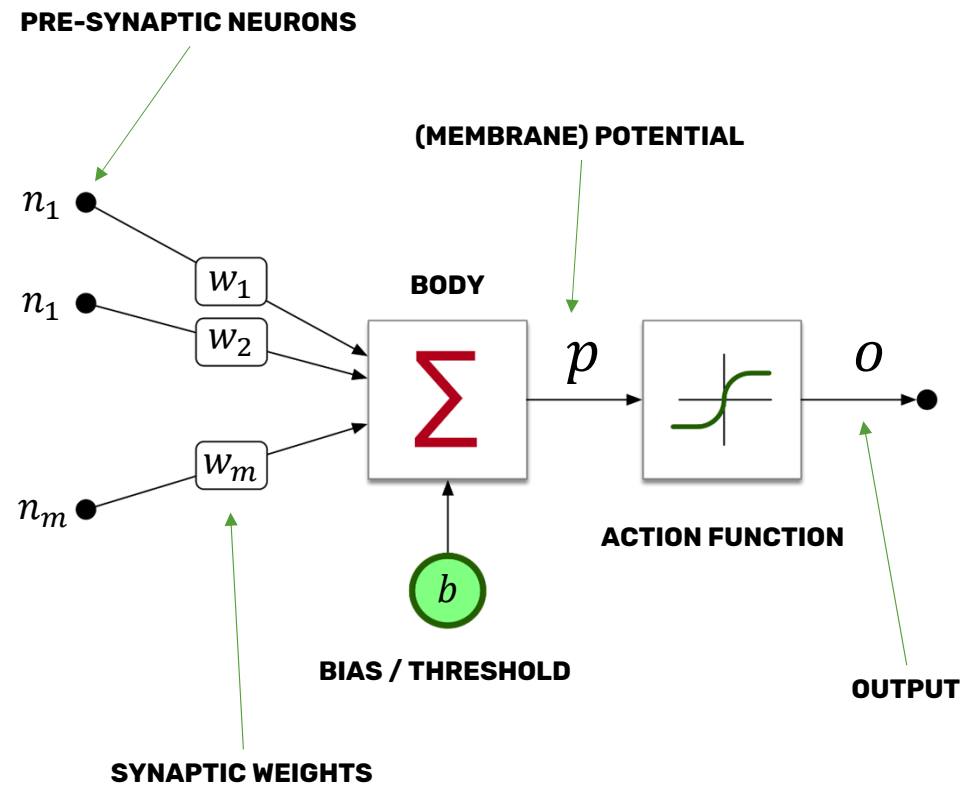 PRE-SYNAPTIC NEURONS
(MEMBRANE) POTENTIAL
n₁
w₁
BODY
n₁
w₂
Σ
p
o
wₘ
nₘ
ACTION FUNCTION
b
BIAS / THRESHOLD
OUTPUT
SYNAPTIC WEIGHTS